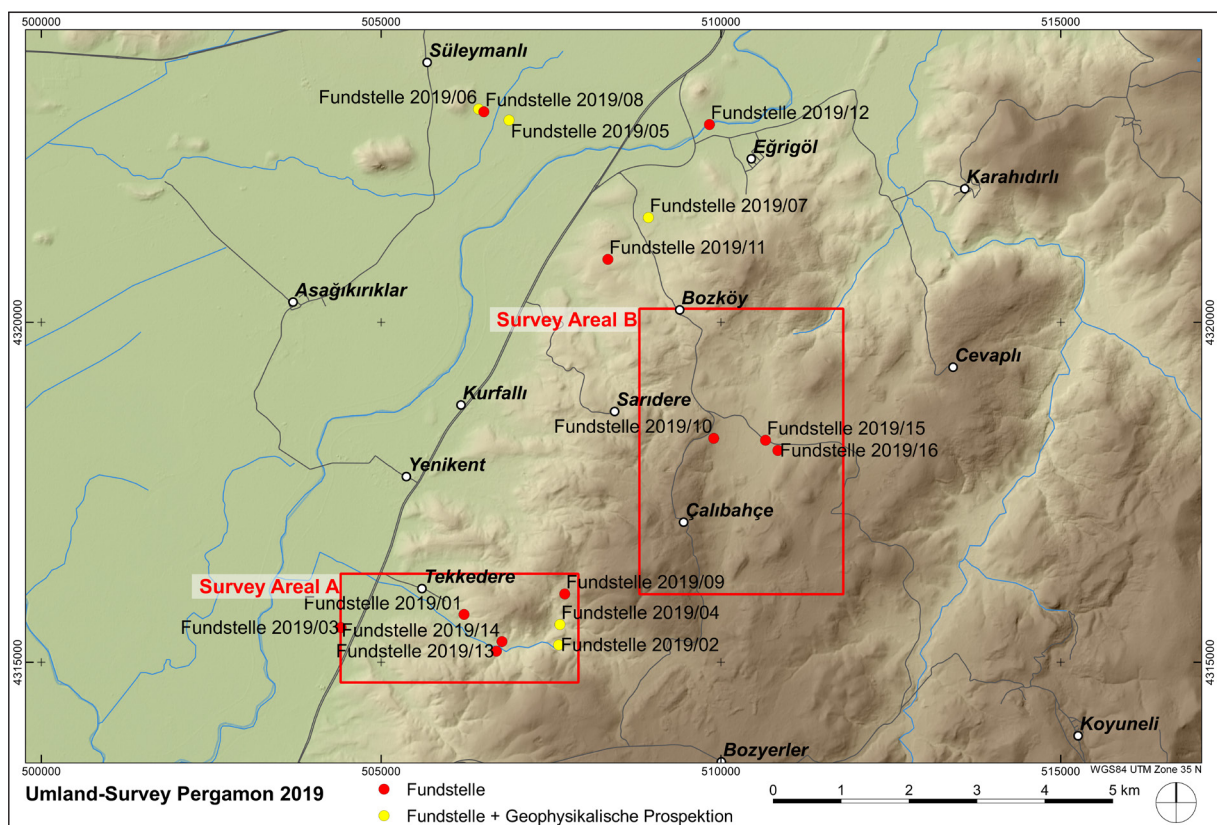 500000
505000
510000
515000
Süleymanlı
Fundstelle 2019/06
Fundstelle 2019/08
Fundstelle 2019/05
Fundstelle 2019/12
Eğrigöl
Karahıdırlı
Fundstelle 2019/07
Fundstelle 2019/11
Asağıkırıklar
Bozköy
4320000
Survey Areal B
4320000
Cevaplı
Kurfallı
Sarıdere
Fundstelle 2019/10
Fundstelle 2019/15
Fundstelle 2019/16
Yenikent
Çalıbahçe
Survey Areal A
Tekkedere
Fundstelle 2019/09
Fundstelle 2019/01
Fundstelle 2019/04
Fundstelle 2019/03
Fundstelle 2019/14
Fundstelle 2019/02
Fundstelle 2019/13
4315000
4315000
Koyuneli
Bozyerler
500000
505000
510000
515000
WGS84 UTM Zone 35 N
Umland-Survey Pergamon 2019
Fundstelle
Fundstelle + Geophysikalische Prospektion
0 1 2 3 4 5 km